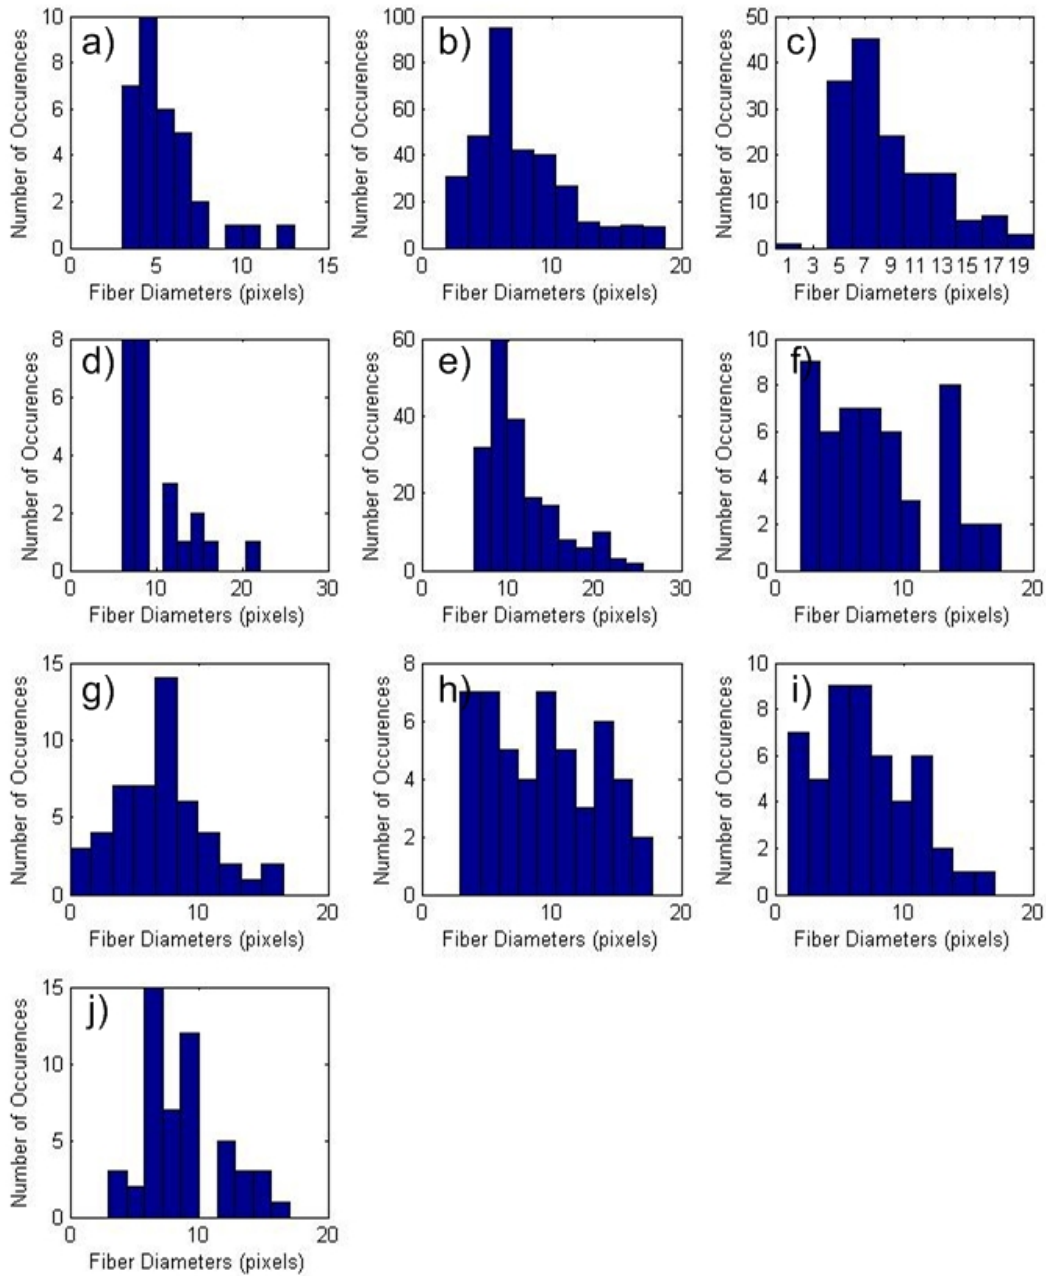 a)
10
8
6
4
2
0
0 5 10 15
Number of Occurences
Fiber Diameters (pixels)
b)
100
80
60
40
20
0
0 10 20
Number of Occurences
Fiber Diameters (pixels)
c)
50
40
30
20
10
0
1 3 5 7 9 11 13 15 17 19
Number of Occurences
Fiber Diameters (pixels)
d)
8
6
4
2
0
0 10 20 30
Number of Occurences
Fiber Diameters (pixels)
e)
60
40
20
0
0 10 20 30
Number of Occurences
Fiber Diameters (pixels)
f)
10
8
6
4
2
0
0 10 20
Number of Occurences
Fiber Diameters (pixels)
g)
15
10
5
0
0 10 20
Number of Occurences
Fiber Diameters (pixels)
h)
8
6
4
2
0
0 10 20
Number of Occurences
Fiber Diameters (pixels)
i)
10
8
6
4
2
0
0 10 20
Number of Occurences
Fiber Diameters (pixels)
j)
15
10
5
0
0 10 20
Number of Occurences
Fiber Diameters (pixels)